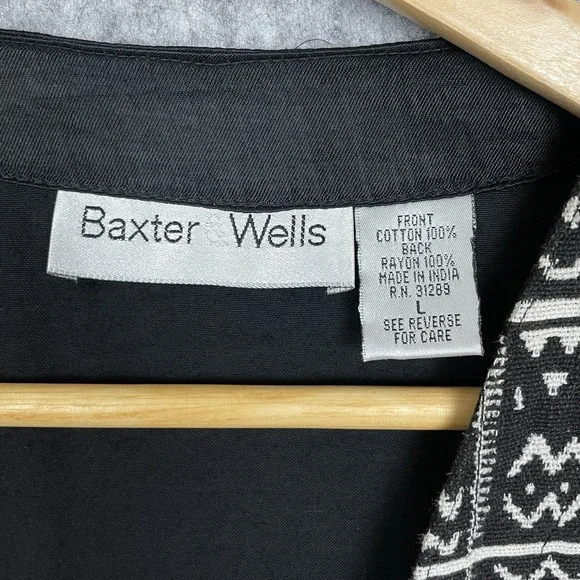 Baxter & Wells
FRONT
COTTON 100%
BACK
RAYON 100%
MADE IN INDIA
R.N. 31289
L
SEE REVERSE
FOR CARE